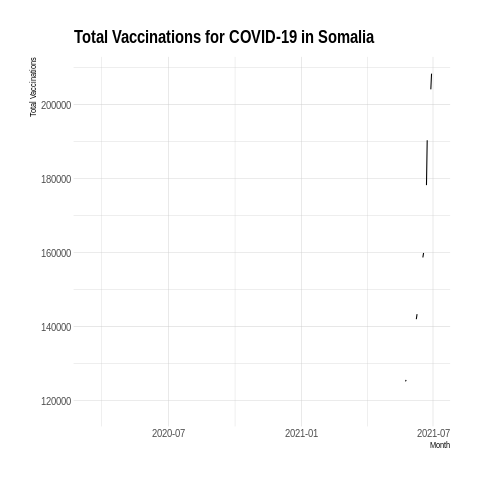 Total Vaccinations for COVID-19 in Somalia
Total Vaccinations
200000
180000
160000
140000
120000
2020-07 2021-01 2021-07
Month